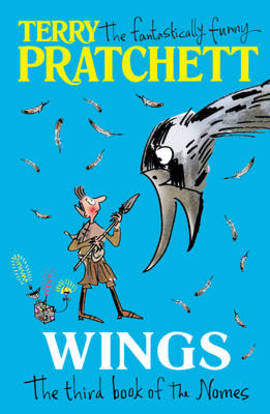 TERRY The fantastically funny
PRATCHETT
WINGS
The third book of the Nomes